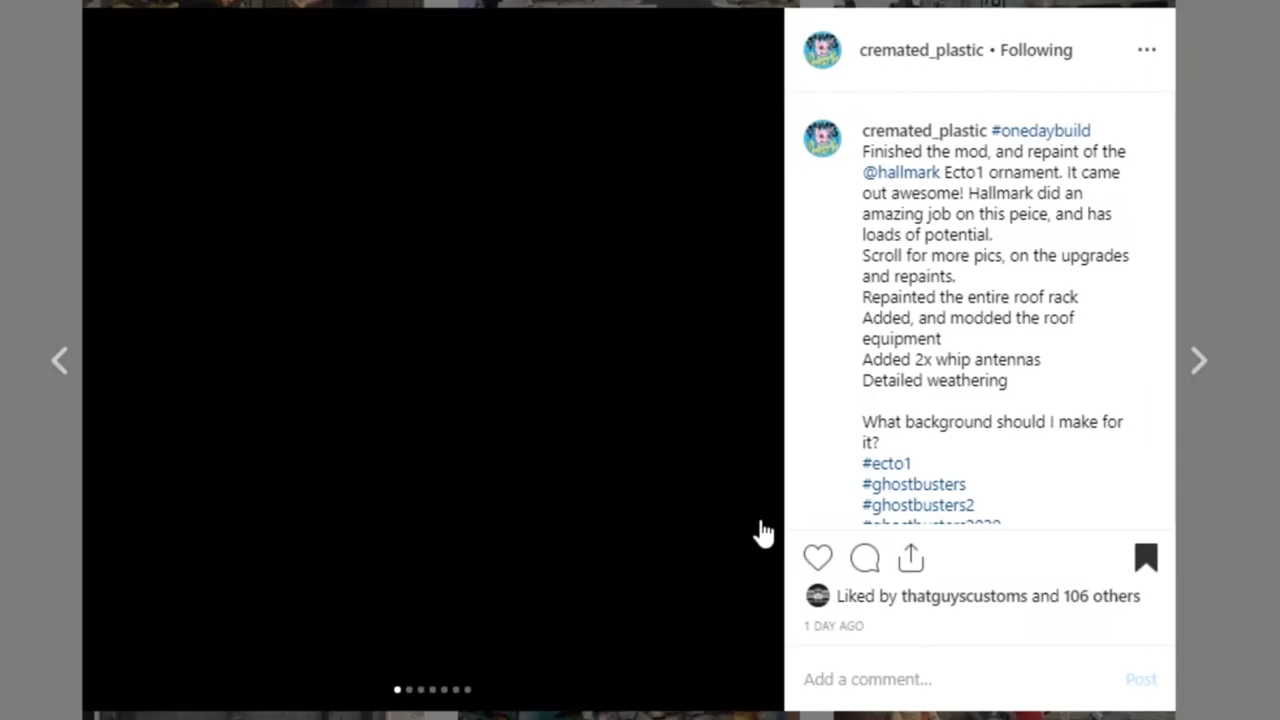 cremated_plastic • Following
cremated_plastic #onedaybuild
Finished the mod, and repaint of the
@hallmark Ecto1 ornament. It came
out awesome! Hallmark did an
amazing job on this peice, and has
loads of potential.
Scroll for more pics, on the upgrades
and repaints.
Repainted the entire roof rack
Added, and modded the roof
equipment
Added 2x whip antennas
Detailed weathering
What background should I make for
it?
#ecto1
#ghostbusters
#ghostbusters2
#ghostbusters2020
Liked by thatguyscustoms and 106 others
1 DAY AGO
Add a comment... Post